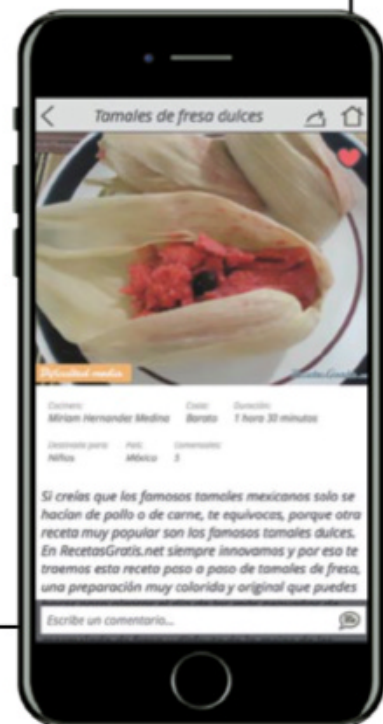 Tamales de fresa dulces
Dificultad media
RecetasGratis
Cocinera: Coste: Duración:
Miriam Hernandez Medina Barato 1 hora 30 minutos
Destinada para: País: Comensales:
Niños México 5
Si creías que los famosos tamales mexicanos solo se
hacían de pollo o de carne, te equivocas, porque otra
receta muy popular son los famosos tamales dulces.
En RecetasGratis.net siempre innovamos y por eso te
traemos esta receta paso a paso de tamales de fresa,
una preparación muy colorida y original que puedes
Escribe un comentario...